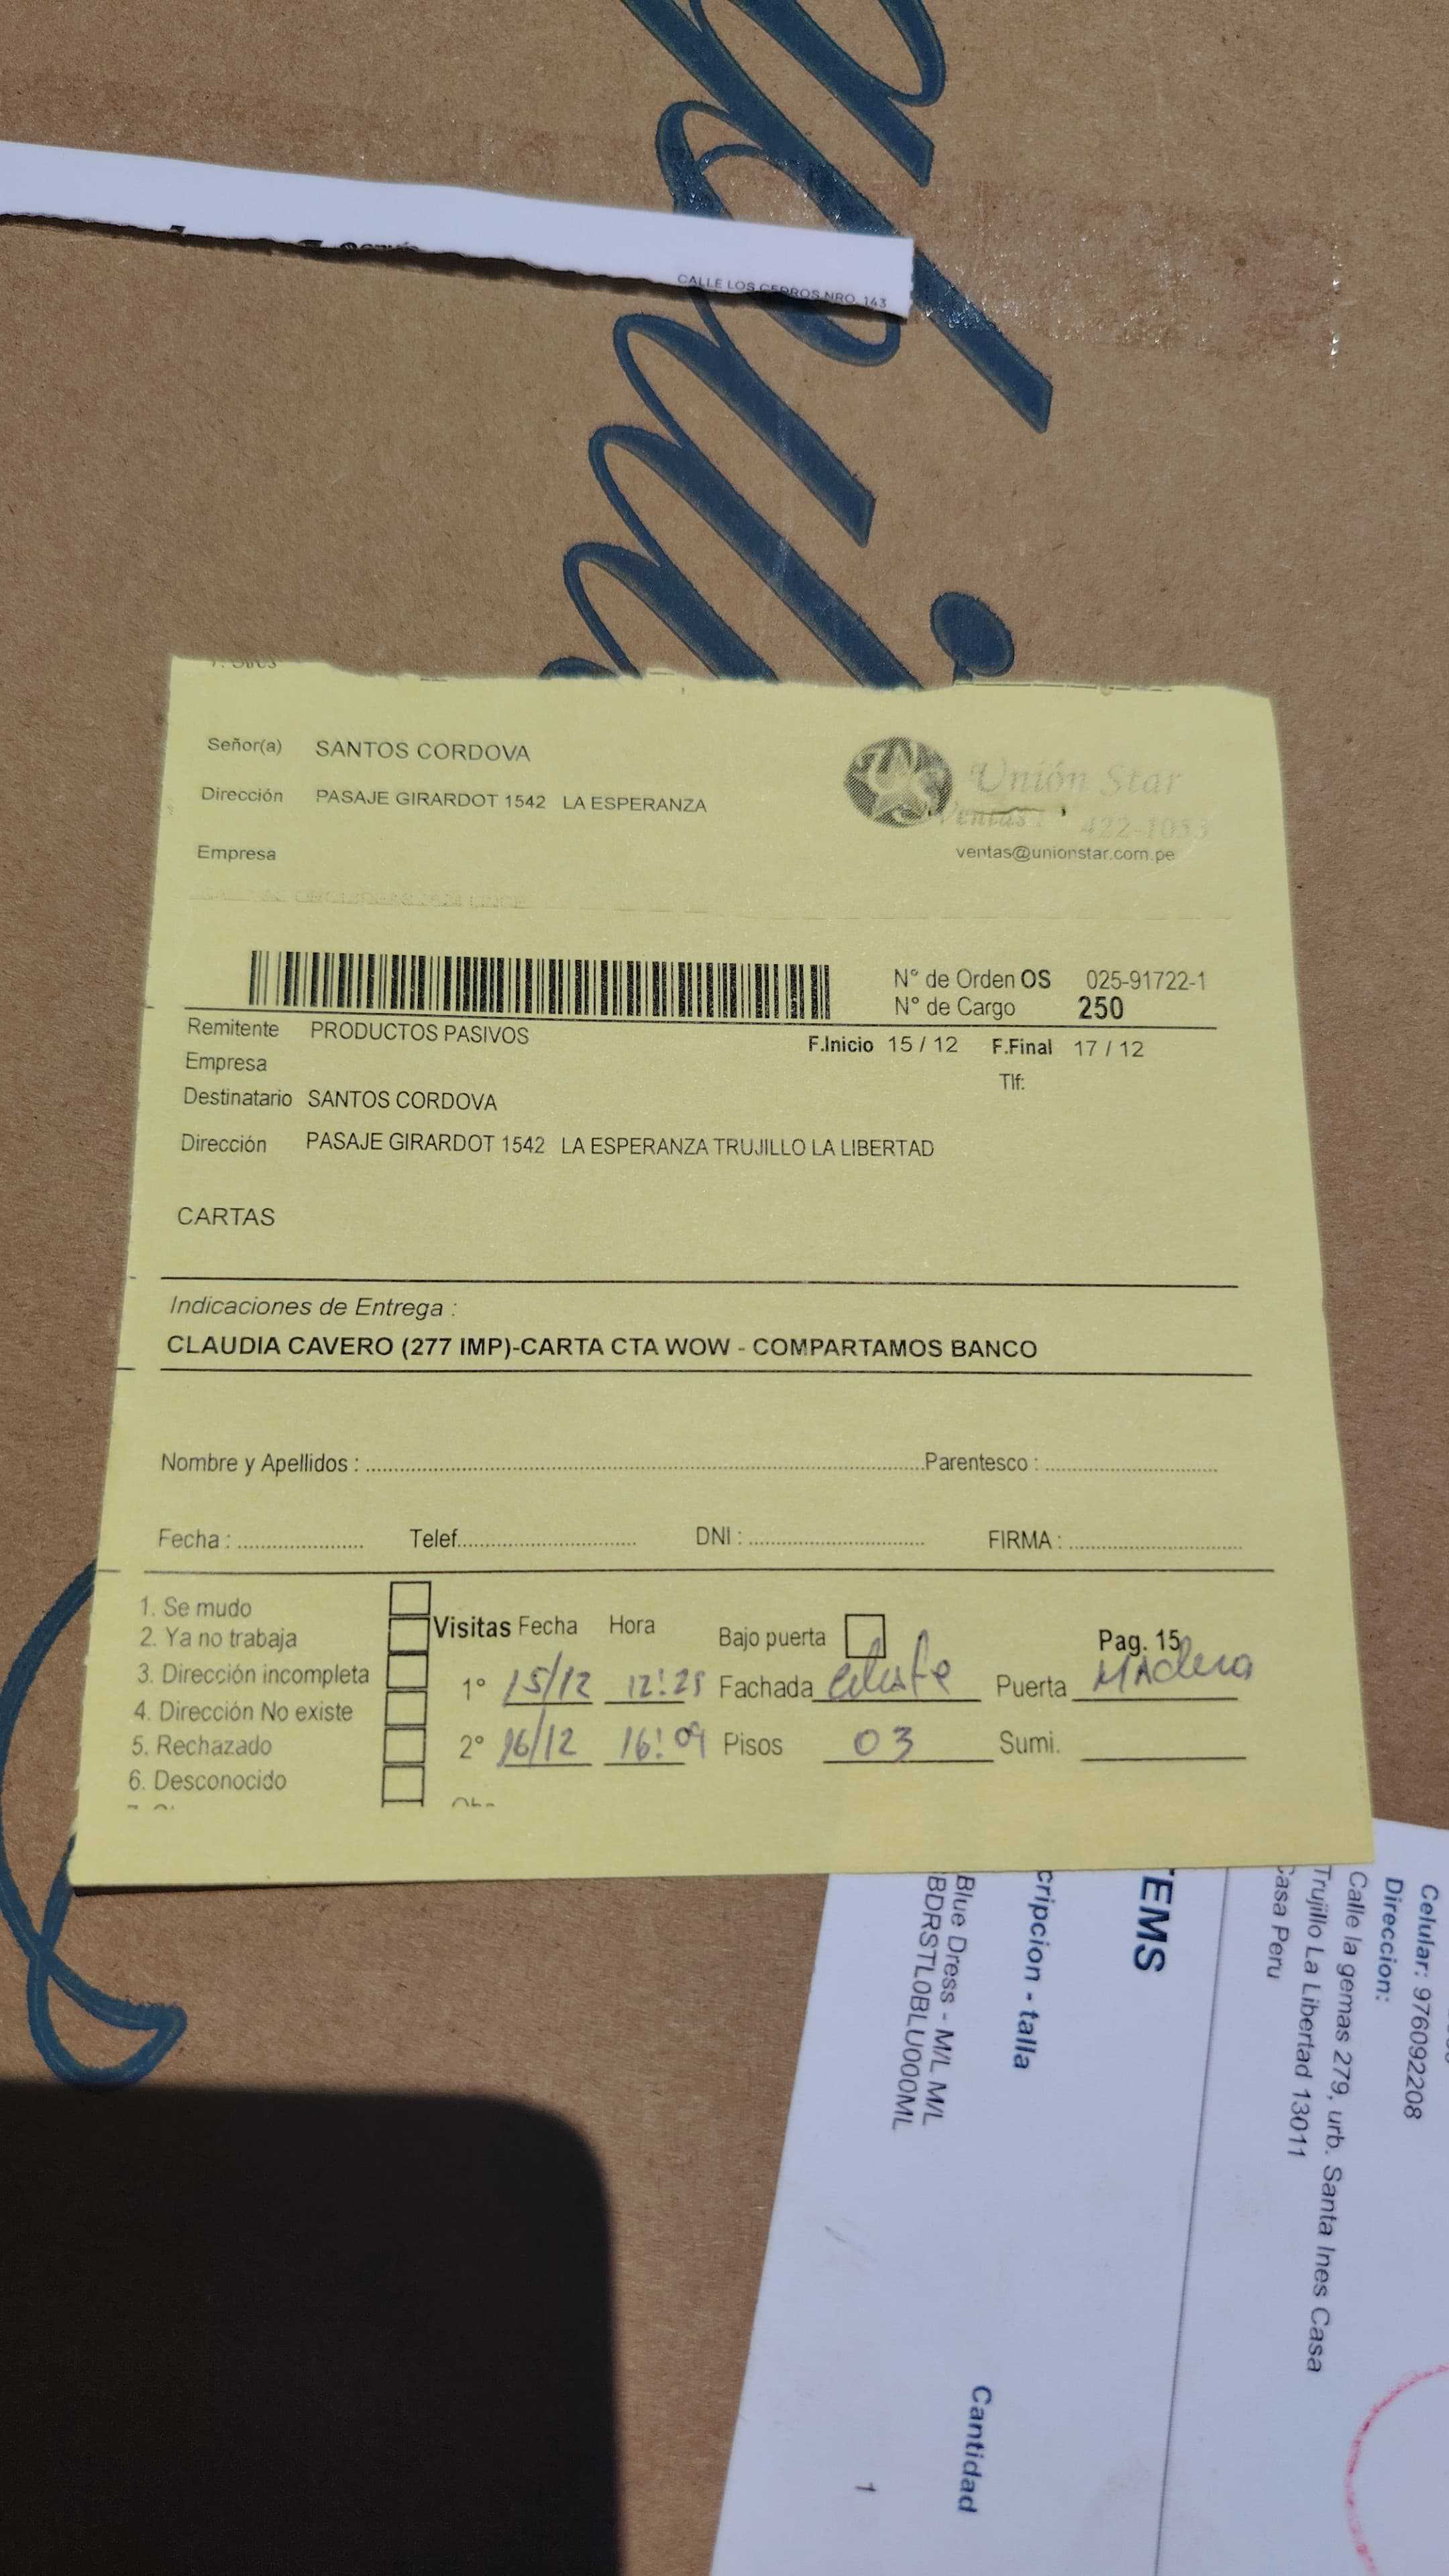 CALLE LOS CEDROS NRO. 143
Señor(a) SANTOS CORDOVA
Dirección PASAJE GIRARDOT 1542 LA ESPERANZA
Empresa
Unión Star
Ventas: 422-1053
ventas@unionstar.com.pe
N° de Orden OS 025-91722-1
N° de Cargo 250
Remitente PRODUCTOS PASIVOS
F.Inicio 15 / 12 F.Final 17 / 12
Empresa
Tlf:
Destinatario SANTOS CORDOVA
Dirección PASAJE GIRARDOT 1542 LA ESPERANZA TRUJILLO LA LIBERTAD
CARTAS
Indicaciones de Entrega :
CLAUDIA CAVERO (277 IMP)-CARTA CTA WOW - COMPARTAMOS BANCO
Nombre y Apellidos : Parentesco :
Fecha : Telef. DNI : FIRMA :
1. Se mudo
2. Ya no trabaja
3. Dirección incompleta
4. Dirección No existe
5. Rechazado
6. Desconocido
Visitas Fecha Hora Bajo puerta Pag. 15
1° 15/12 12:25 Fachada celeste Puerta Madera
2° 16/12 16:09 Pisos 03 Sumi.
Celular: 976092208
Direccion:
Calle la gemas 279, urb. Santa Ines Casa
Trujillo La Libertad 13011
Casa Peru
TEMS
cripcion - talla
Cantidad
Blue Dress - M/L M/L
BDRSTL0BLU000ML
1